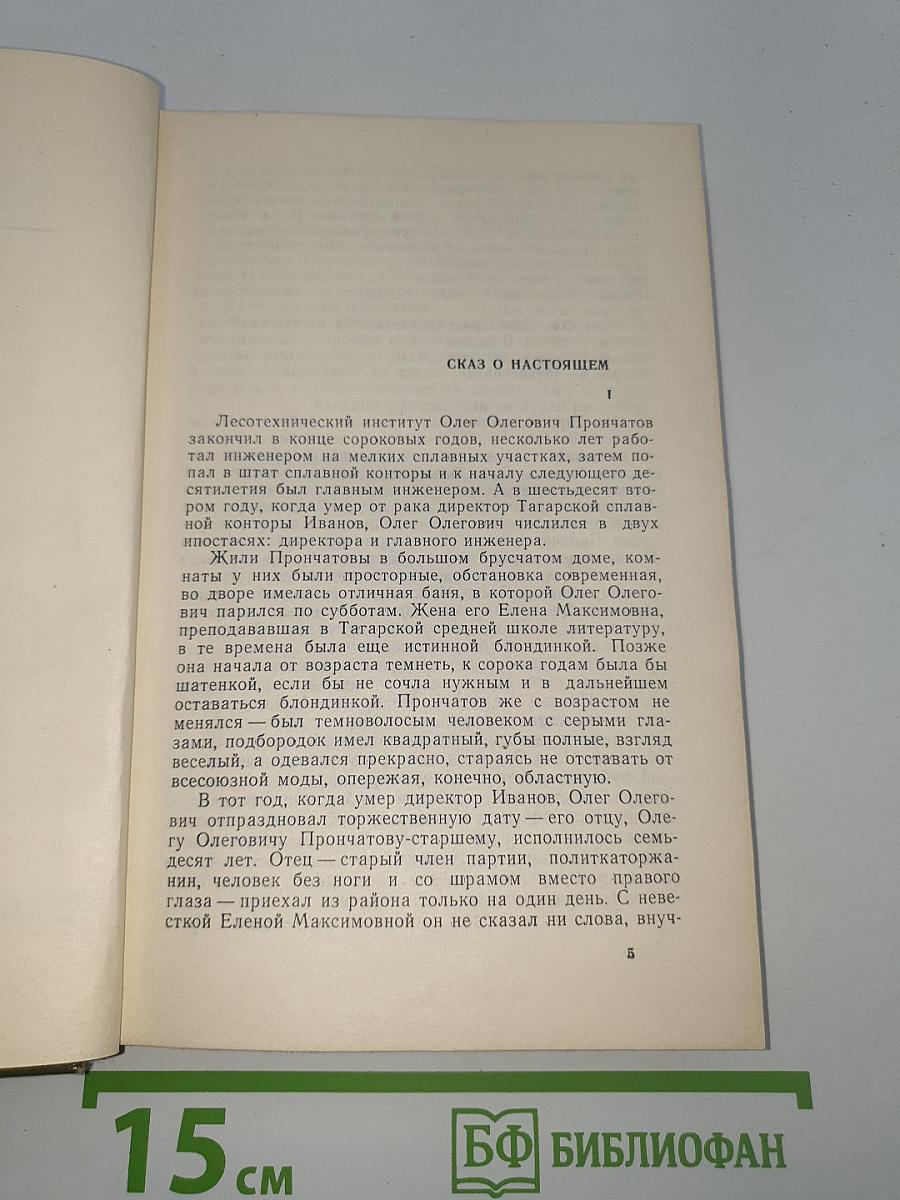 СКАЗ О НАСТОЯЩЕМ
I
Лесотехнический институт Олег Олегович Прончатов
закончил в конце сороковых годов, несколько лет рабо-
тал инженером на мелких сплавных участках, затем по-
пал в штат сплавной конторы и к началу следующего де-
сятилетия был главным инженером. А в шестьдесят вто-
ром году, когда умер от рака директор Тагарской сплав-
ной конторы Иванов, Олег Олегович числился в двух
ипостасях: директора и главного инженера.
Жили Прончатовы в большом брусчатом доме, ком-
наты у них были просторные, обстановка современная,
во дворе имелась отличная баня, в которой Олег Олего-
вич парился по субботам. Жена его Елена Максимовна,
преподававшая в Тагарской средней школе литературу,
в те времена была еще истинной блондинкой. Позже
она начала от возраста темнеть, к сорока годам была бы
шатенкой, если бы не сочла нужным и в дальнейшем
оставаться блондинкой. Прончатов же с возрастом не
менялся — был темноволосым человеком с серыми гла-
зами, подбородок имел квадратный, губы полные, взгляд
веселый, а одевался прекрасно, стараясь не отставать от
всесоюзной моды, опережая, конечно, областную.
В тот год, когда умер директор Иванов, Олег Олего-
вич отпраздновал торжественную дату — его отцу, Оле-
гу Олеговичу Прончатову-старшему, исполнилось семь-
десят лет. Отец — старый член партии, политкаторжа-
нин, человек без ноги и со шрамом вместо правого
глаза — приехал из района только на один день. С неве-
сткой Еленой Максимовной он не сказал ни слова, внуч-
5
15 см
БФ БИБЛИОФАН